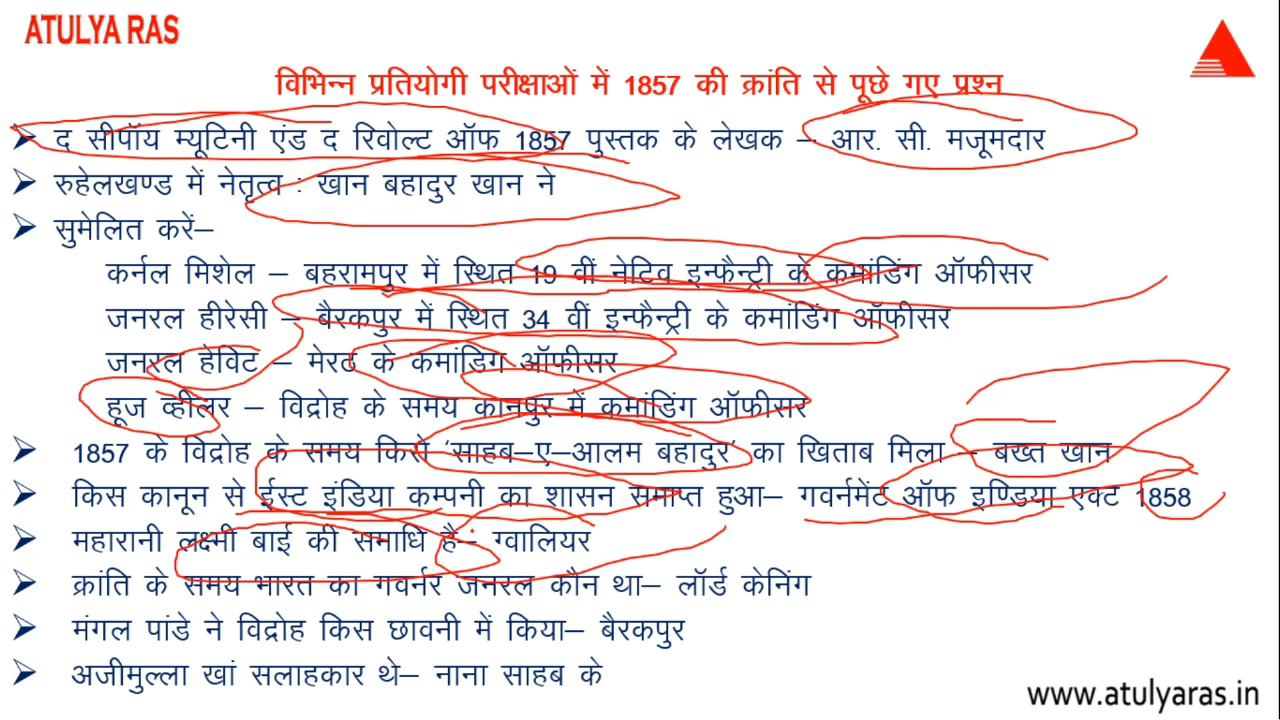 ATULYA RAS
विभिन्न प्रतियोगी परीक्षाओं में 1857 की क्रांति से पूछे गए प्रश्न
➢ द सीपॉय म्यूटिनी एंड द रिवोल्ट ऑफ 1857 पुस्तक के लेखक – आर. सी. मजूमदार
➢ रुहेलखण्ड में नेतृत्व : खान बहादुर खान ने
➢ सुमेलित करें–
कर्नल मिशेल – बहरामपुर में स्थित 19 वीं नेटिव इन्फैन्ट्री के कमांडिंग ऑफीसर
जनरल हीरेसी – बैरकपुर में स्थित 34 वीं इन्फैन्ट्री के कमांडिंग ऑफीसर
जनरल हेविट – मेरठ के कमांडिग ऑफीसर
हूज व्हीलर – विद्रोह के समय कानपुर में कमांडिंग ऑफीसर
➢ 1857 के विद्रोह के समय किसे ‘साहब–ए–आलम बहादुर’ का खिताब मिला – बख्त खान
➢ किस कानून से ईस्ट इंडिया कम्पनी का शासन समाप्त हुआ– गवर्नमेंट ऑफ इण्डिया एक्ट 1858
➢ महारानी लक्ष्मी बाई की समाधि है– ग्वालियर
➢ क्रांति के समय भारत का गवर्नर जनरल कौन था– लॉर्ड केनिंग
➢ मंगल पांडे ने विद्रोह किस छावनी में किया– बैरकपुर
➢ अजीमुल्ला खां सलाहकार थे– नाना साहब के
www.atulyaras.in